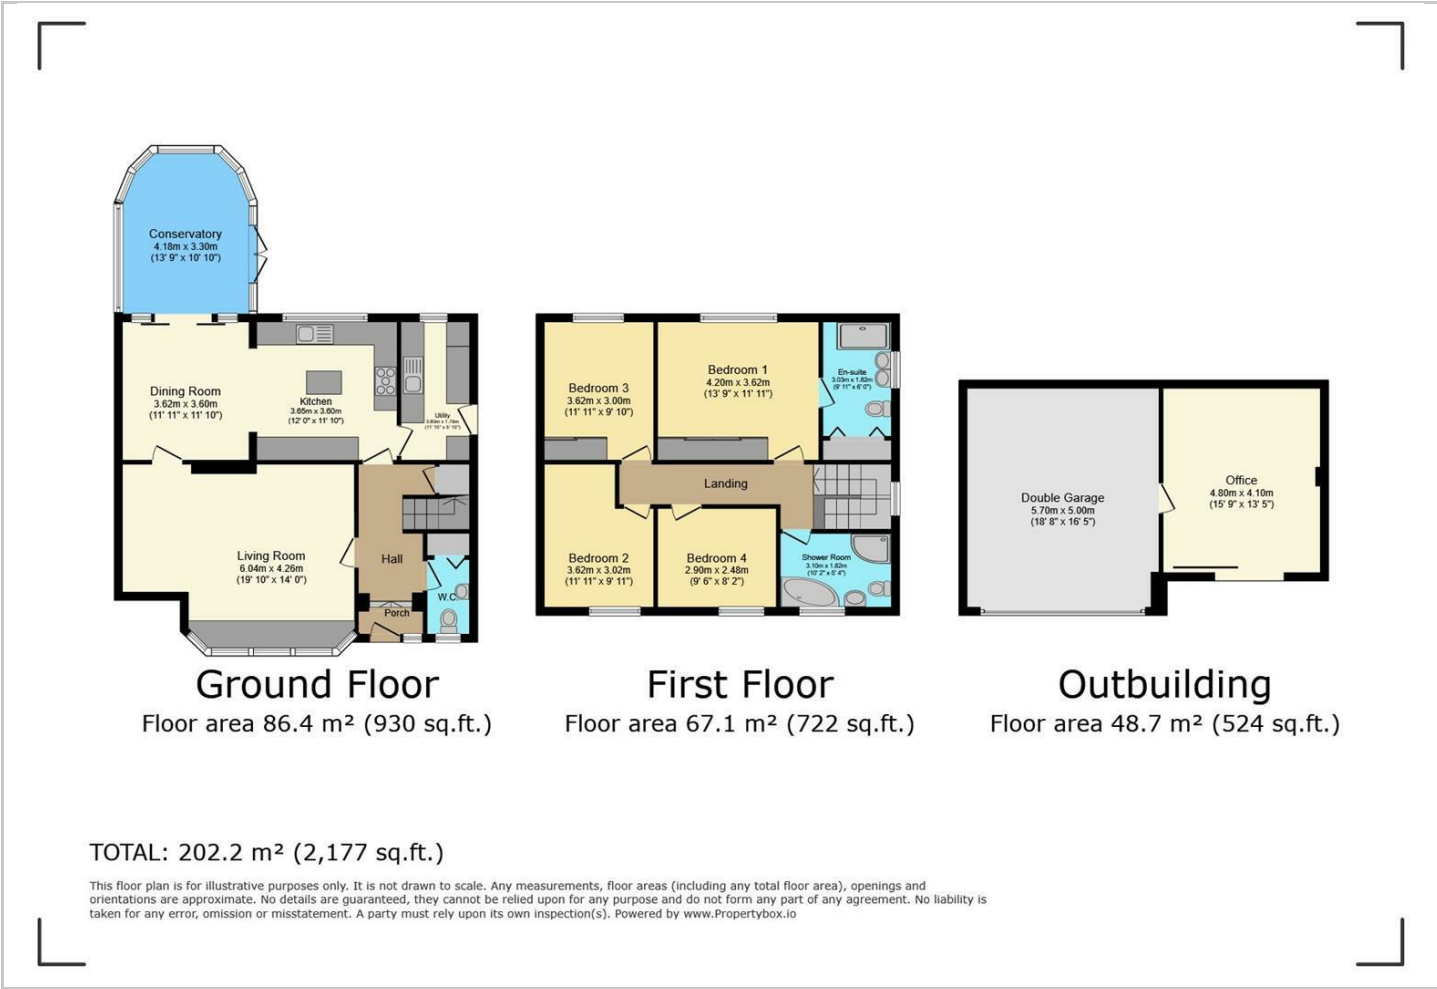 Conservatory
4.18m x 3.30m
(13' 9" x 10' 10")
Dining Room
3.62m x 3.60m
(11' 11" x 11' 10")
Kitchen
3.65m x 3.60m
(12' 0" x 11' 10")
Utility
Living Room
6.04m x 4.26m
(19' 10" x 14' 0")
Hall
W.C.
Porch
Bedroom 3
3.62m x 3.00m
(11' 11" x 9' 10")
Bedroom 1
4.20m x 3.62m
(13' 9" x 11' 11")
En-suite
3.03m x 1.82m
(9' 11" x 6' 0")
Landing
Bedroom 2
3.62m x 3.02m
(11' 11" x 9' 11")
Bedroom 4
2.90m x 2.48m
(9' 6" x 8' 2")
Shower Room
3.10m x 1.62m
(10' 2" x 5' 4")
Double Garage
5.70m x 5.00m
(18' 8" x 16' 5")
Office
4.80m x 4.10m
(15' 9" x 13' 5")
Ground Floor
Floor area 86.4 m² (930 sq.ft.)
First Floor
Floor area 67.1 m² (722 sq.ft.)
Outbuilding
Floor area 48.7 m² (524 sq.ft.)
TOTAL: 202.2 m² (2,177 sq.ft.)
This floor plan is for illustrative purposes only. It is not drawn to scale. Any measurements, floor areas (including any total floor area), openings and
orientations are approximate. No details are guaranteed, they cannot be relied upon for any purpose and do not form any part of any agreement. No liability is
taken for any error, omission or misstatement. A party must rely upon its own inspection(s). Powered by www.Propertybox.io